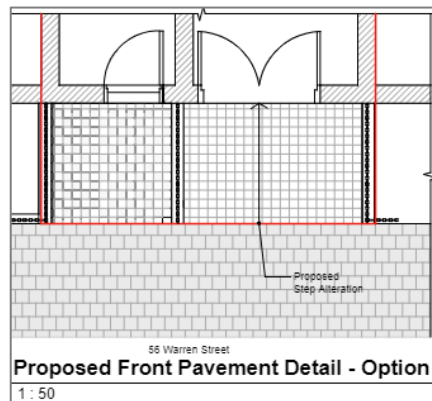 Proposed
Step Alteration
56 Warren Street
Proposed Front Pavement Detail - Option
1 : 50